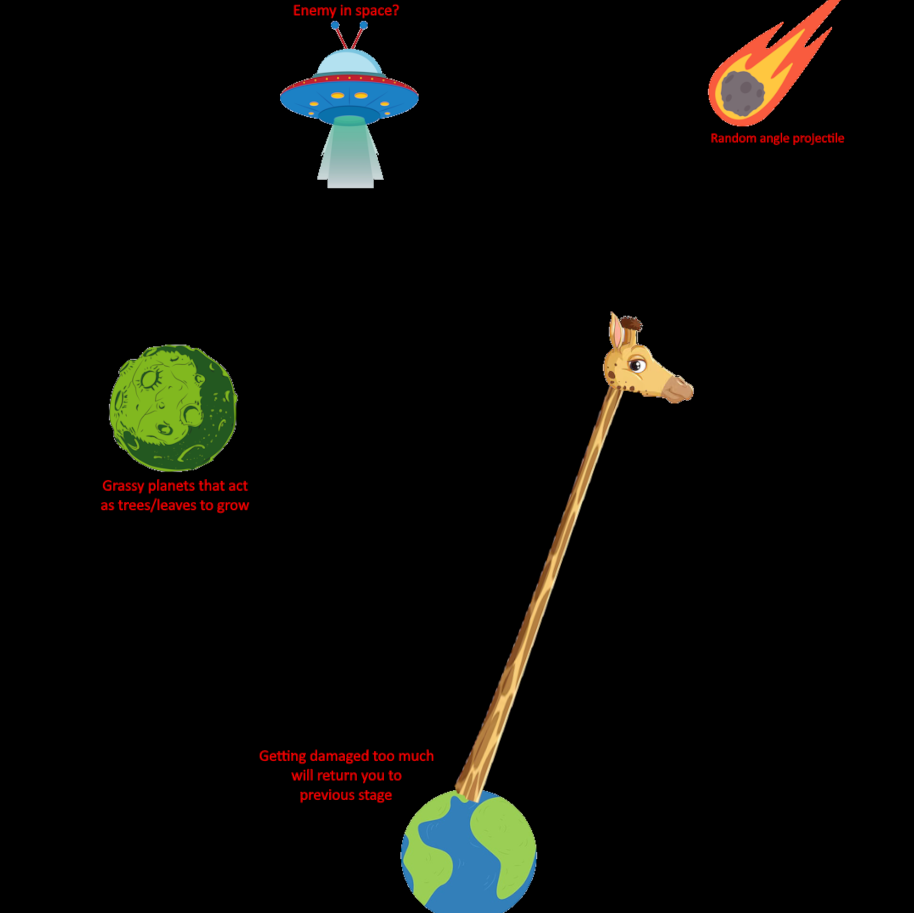 Enemy in space?
Random angle projectile
Grassy planets that act
as trees/leaves to grow
Getting damaged too much
will return you to
previous stage